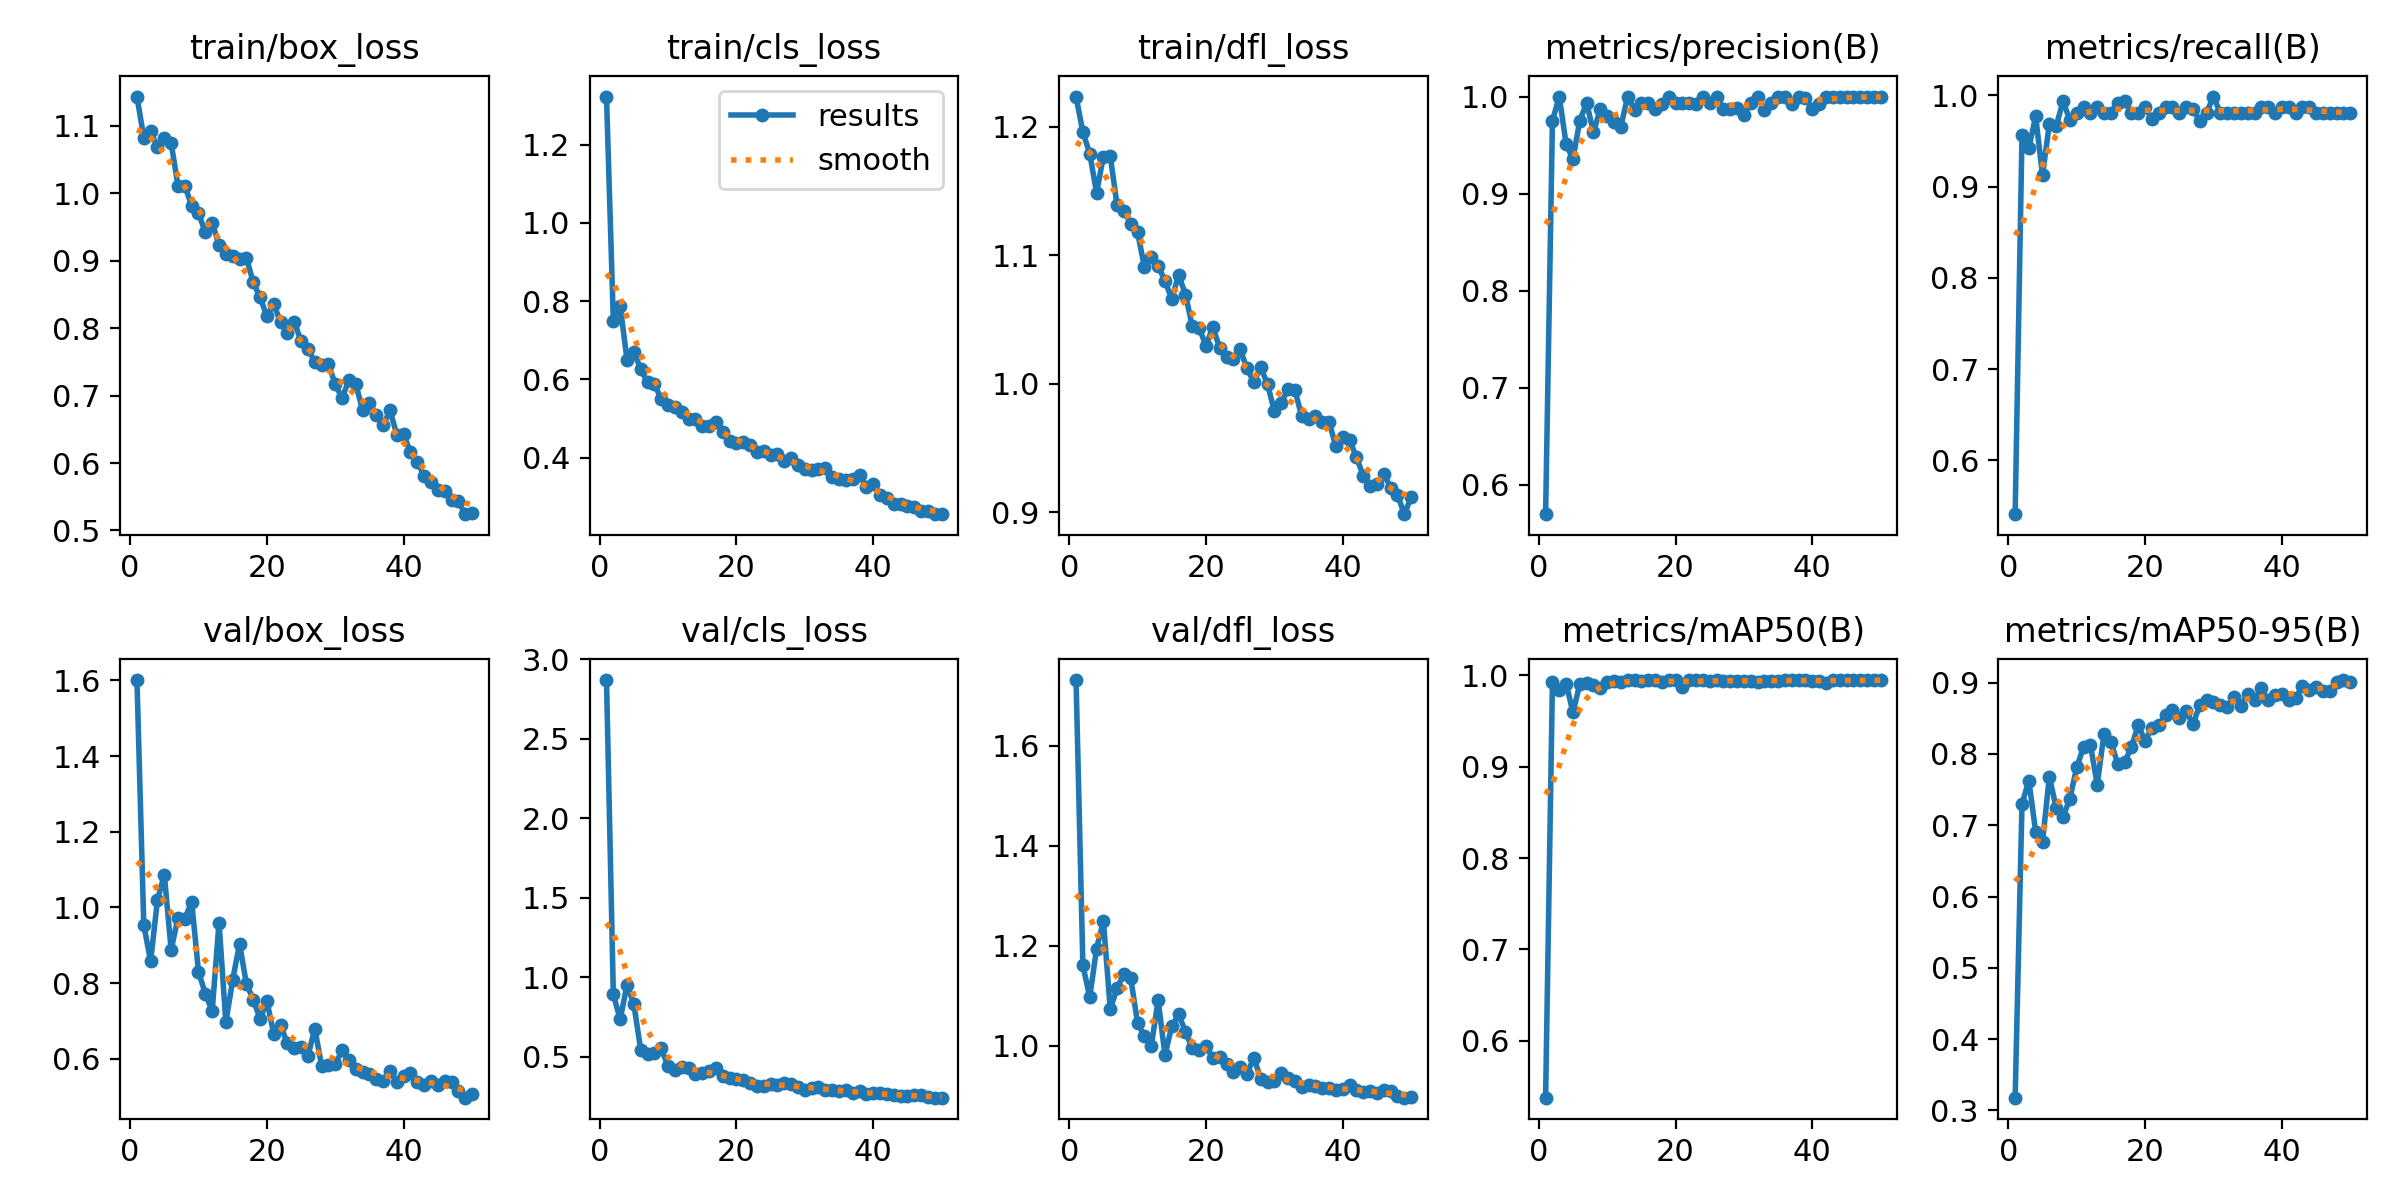 train/box_loss
train/cls_loss
train/dfl_loss
metrics/precision(B)
metrics/recall(B)
1.1
1.0
0.9
0.8
0.7
0.6
0.5
0 20 40
results
smooth
1.2
1.0
0.8
0.6
0.4
0 20 40
1.2
1.1
1.0
0.9
0 20 40
1.0
0.9
0.8
0.7
0.6
0 20 40
1.0
0.9
0.8
0.7
0.6
0 20 40
val/box_loss
val/cls_loss
val/dfl_loss
metrics/mAP50(B)
metrics/mAP50-95(B)
1.6
1.4
1.2
1.0
0.8
0.6
0 20 40
3.0
2.5
2.0
1.5
1.0
0.5
0 20 40
1.6
1.4
1.2
1.0
0 20 40
1.0
0.9
0.8
0.7
0.6
0 20 40
0.9
0.8
0.7
0.6
0.5
0.4
0.3
0 20 40